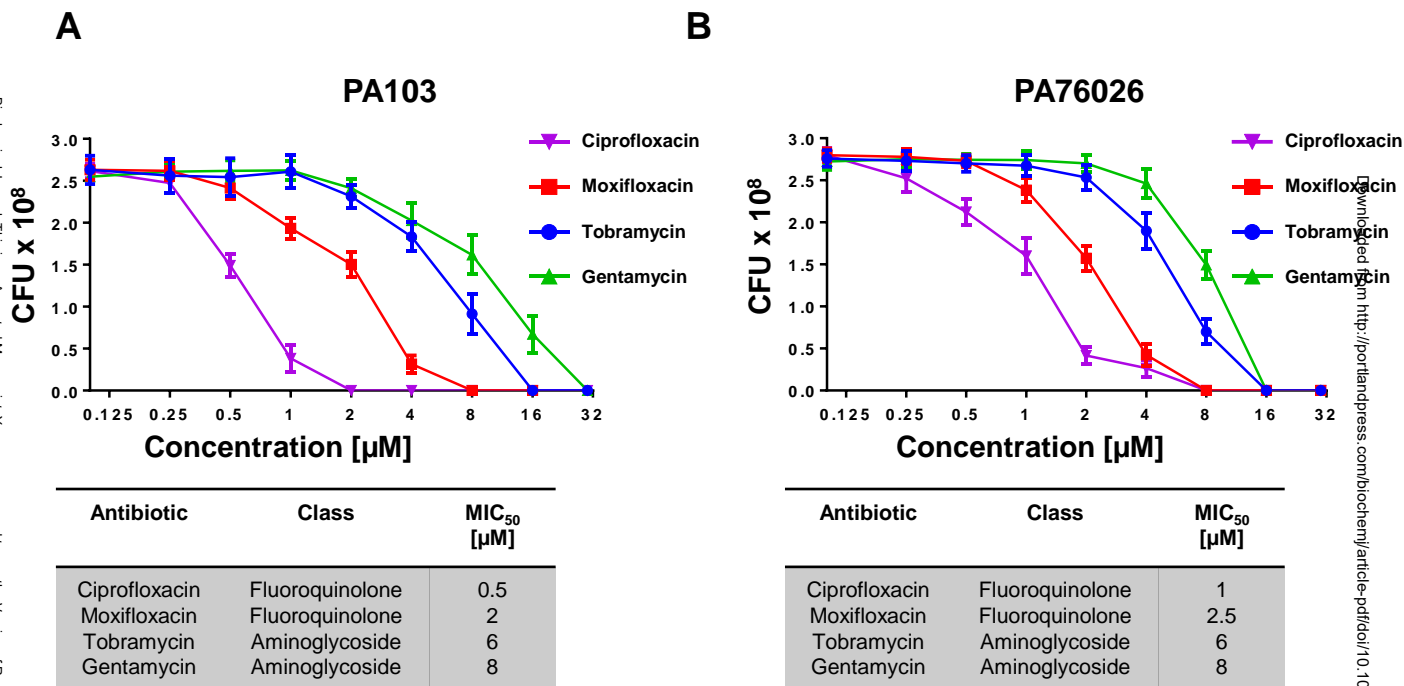 A
PA103
3.0
2.5
2.0
1.5
1.0
0.5
0.0
CFU x 10⁸
0.125 0.25 0.5 1 2 4 8 16 32
Concentration [µM]
Ciprofloxacin
Moxifloxacin
Tobramycin
Gentamycin
Antibiotic Class MIC₅₀
[µM]
Ciprofloxacin Fluoroquinolone 0.5
Moxifloxacin Fluoroquinolone 2
Tobramycin Aminoglycoside 6
Gentamycin Aminoglycoside 8
B
PA76026
3.0
2.5
2.0
1.5
1.0
0.5
0.0
CFU x 10⁸
0.125 0.25 0.5 1 2 4 8 16 32
Concentration [µM]
Ciprofloxacin
Moxifloxacin
Tobramycin
Gentamycin
Antibiotic Class MIC₅₀
[µM]
Ciprofloxacin Fluoroquinolone 1
Moxifloxacin Fluoroquinolone 2.5
Tobramycin Aminoglycoside 6
Gentamycin Aminoglycoside 8
Downloaded from http://portlandpress.com/biochemj/article-pdf/doi/10.10